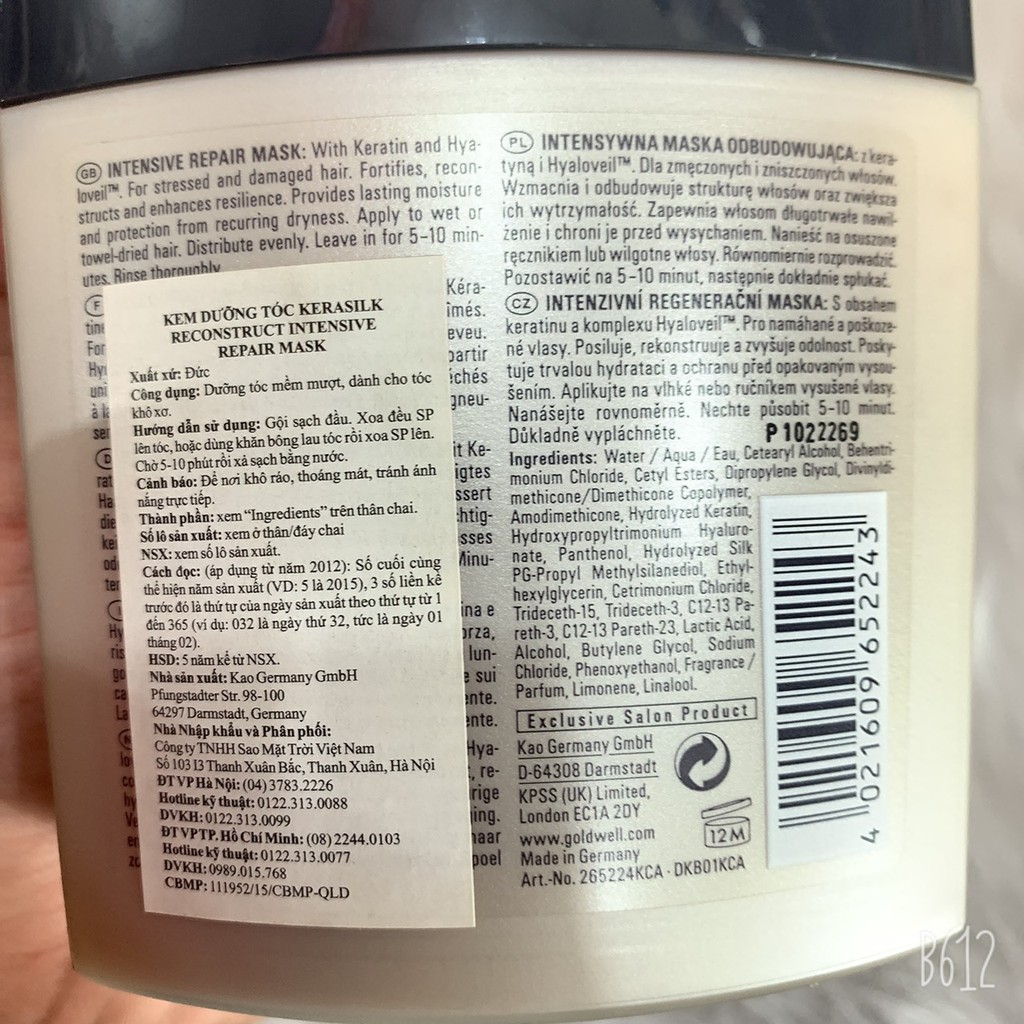 GB INTENSIVE REPAIR MASK: With Keratin and Hya-
loveil™. For stressed and damaged hair. Fortifies, recon-
structs and enhances resilience. Provides lasting moisture
and protection from recurring dryness. Apply to wet or
towel-dried hair. Distribute evenly. Leave in for 5–10 min-
utes. Rinse thoroughly
F
KEM DƯỠNG TÓC KERASILK
RECONSTRUCT INTENSIVE
REPAIR MASK
Xuất xứ: Đức
Công dụng: Dưỡng tóc mềm mượt, dành cho tóc
khô xơ.
Hướng dẫn sử dụng: Gội sạch đầu. Xoa đều SP
lên tóc, hoặc dùng khăn bông lau tóc rồi xoa SP lên.
Chờ 5-10 phút rồi xả sạch bằng nước.
Cảnh báo: Để nơi khô ráo, thoáng mát, tránh ánh
nắng trực tiếp.
Thành phần: xem “Ingredients” trên thân chai.
Số lô sản xuất: xem ở thân/đáy chai
NSX: xem số lô sản xuất.
Cách đọc: (áp dụng từ năm 2012): Số cuối cùng
thể hiện năm sản xuất (VD: 5 là 2015), 3 số liền kề
trước đó là thứ tự của ngày sản xuất theo thứ tự từ 1
đến 365 (ví dụ: 032 là ngày thứ 32, tức là ngày 01
tháng 02).
HSD: 5 năm kể từ NSX.
Nhà sản xuất: Kao Germany GmbH
Pfungstadter Str. 98-100
64297 Darmstadt, Germany
Nhà Nhập khẩu và Phân phối:
Công ty TNHH Sao Mặt Trời Việt Nam
Số 103 I3 Thanh Xuân Bắc, Thanh Xuân, Hà Nội
ĐTVP Hà Nội: (04) 3783.2226
Hotline kỹ thuật: 0122.313.0088
DVKH: 0122.313.0099
ĐTVPTP. Hồ Chí Minh: (08) 2244.0103
Hotline kỹ thuật: 0122.313.0077
DVKH: 0989.015.768
CBMP: 111952/15/CBMP-QLD
PL INTENSYWNA MASKA ODBUDOWUJĄCA: z kera-
tyną i Hyaloveil™. Dla zmęczonych i zniszczonych włosów.
Wzmacnia i odbudowuje strukturę włosów oraz zwiększa
ich wytrzymałość. Zapewnia włosom długotrwałe nawil-
żenie i chroni je przed wysychaniem. Nanieść na osuszone
ręcznikiem lub wilgotne włosy. Równomiernie rozprowadzić.
Pozostawić na 5–10 minut, następnie dokładnie spłukać.
CZ INTENZIVNÍ REGENERAČNÍ MASKA: S obsahem
keratinu a komplexu Hyaloveil™. Pro namáhané a poškoze-
né vlasy. Posiluje, rekonstruuje a zvyšuje odolnost. Posky-
tuje trvalou hydrataci a ochranu před opakovaným vysou-
šením. Aplikujte na vlhké nebo ručníkem vysušené vlasy.
Nanášejte rovnoměrně. Nechte působit 5-10 minut.
Důkladně vypláchněte.
P1022269
Ingredients: Water / Aqua / Eau, Cetearyl Alcohol, Behentri-
monium Chloride, Cetyl Esters, Dipropylene Glycol, Divinyldi-
methicone/Dimethicone Copolymer,
Amodimethicone, Hydrolyzed Keratin,
Hydroxypropyltrimonium Hyaluro-
nate, Panthenol, Hydrolyzed Silk
PG-Propyl Methylsilanediol, Ethyl-
hexylglycerin, Cetrimonium Chloride,
Trideceth-15, Trideceth-3, C12-13 Pa-
reth-3, C12-13 Pareth-23, Lactic Acid,
Alcohol, Butylene Glycol, Sodium
Chloride, Phenoxyethanol, Fragrance /
Parfum, Limonene, Linalool.
Exclusive Salon Product
Kao Germany GmbH
D-64308 Darmstadt
KPSS (UK) Limited,
London EC1A 2DY
www.goldwell.com
Made in Germany
Art.-No. 265224KCA · DKB01KCA
12M
4 021609 652243
B612